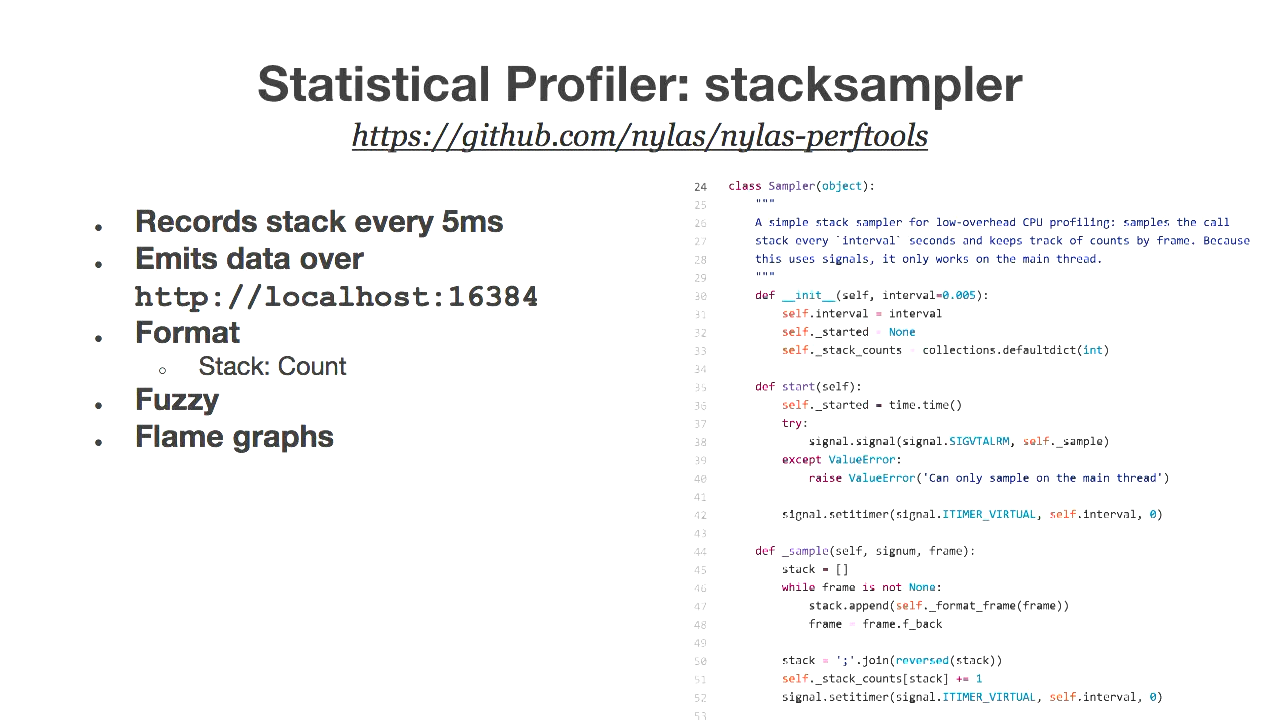 Statistical Profiler: stacksampler
https://github.com/nylas/nylas-perftools
• Records stack every 5ms
• Emits data over
http://localhost:16384
• Format
○ Stack: Count
• Fuzzy
• Flame graphs
24 class Sampler(object):
25     """
26     A simple stack sampler for low-overhead CPU profiling: samples the call
27     stack every `interval` seconds and keeps track of counts by frame. Because
28     this uses signals, it only works on the main thread.
29     """
30     def __init__(self, interval=0.005):
31         self.interval = interval
32         self._started = None
33         self._stack_counts = collections.defaultdict(int)
34
35     def start(self):
36         self._started = time.time()
37         try:
38             signal.signal(signal.SIGVTALRM, self._sample)
39         except ValueError:
40             raise ValueError('Can only sample on the main thread')
41
42         signal.setitimer(signal.ITIMER_VIRTUAL, self.interval, 0)
43
44     def _sample(self, signum, frame):
45         stack = []
46         while frame is not None:
47             stack.append(self._format_frame(frame))
48             frame = frame.f_back
49
50         stack = ';'.join(reversed(stack))
51         self._stack_counts[stack] += 1
52         signal.setitimer(signal.ITIMER_VIRTUAL, self.interval, 0)
53